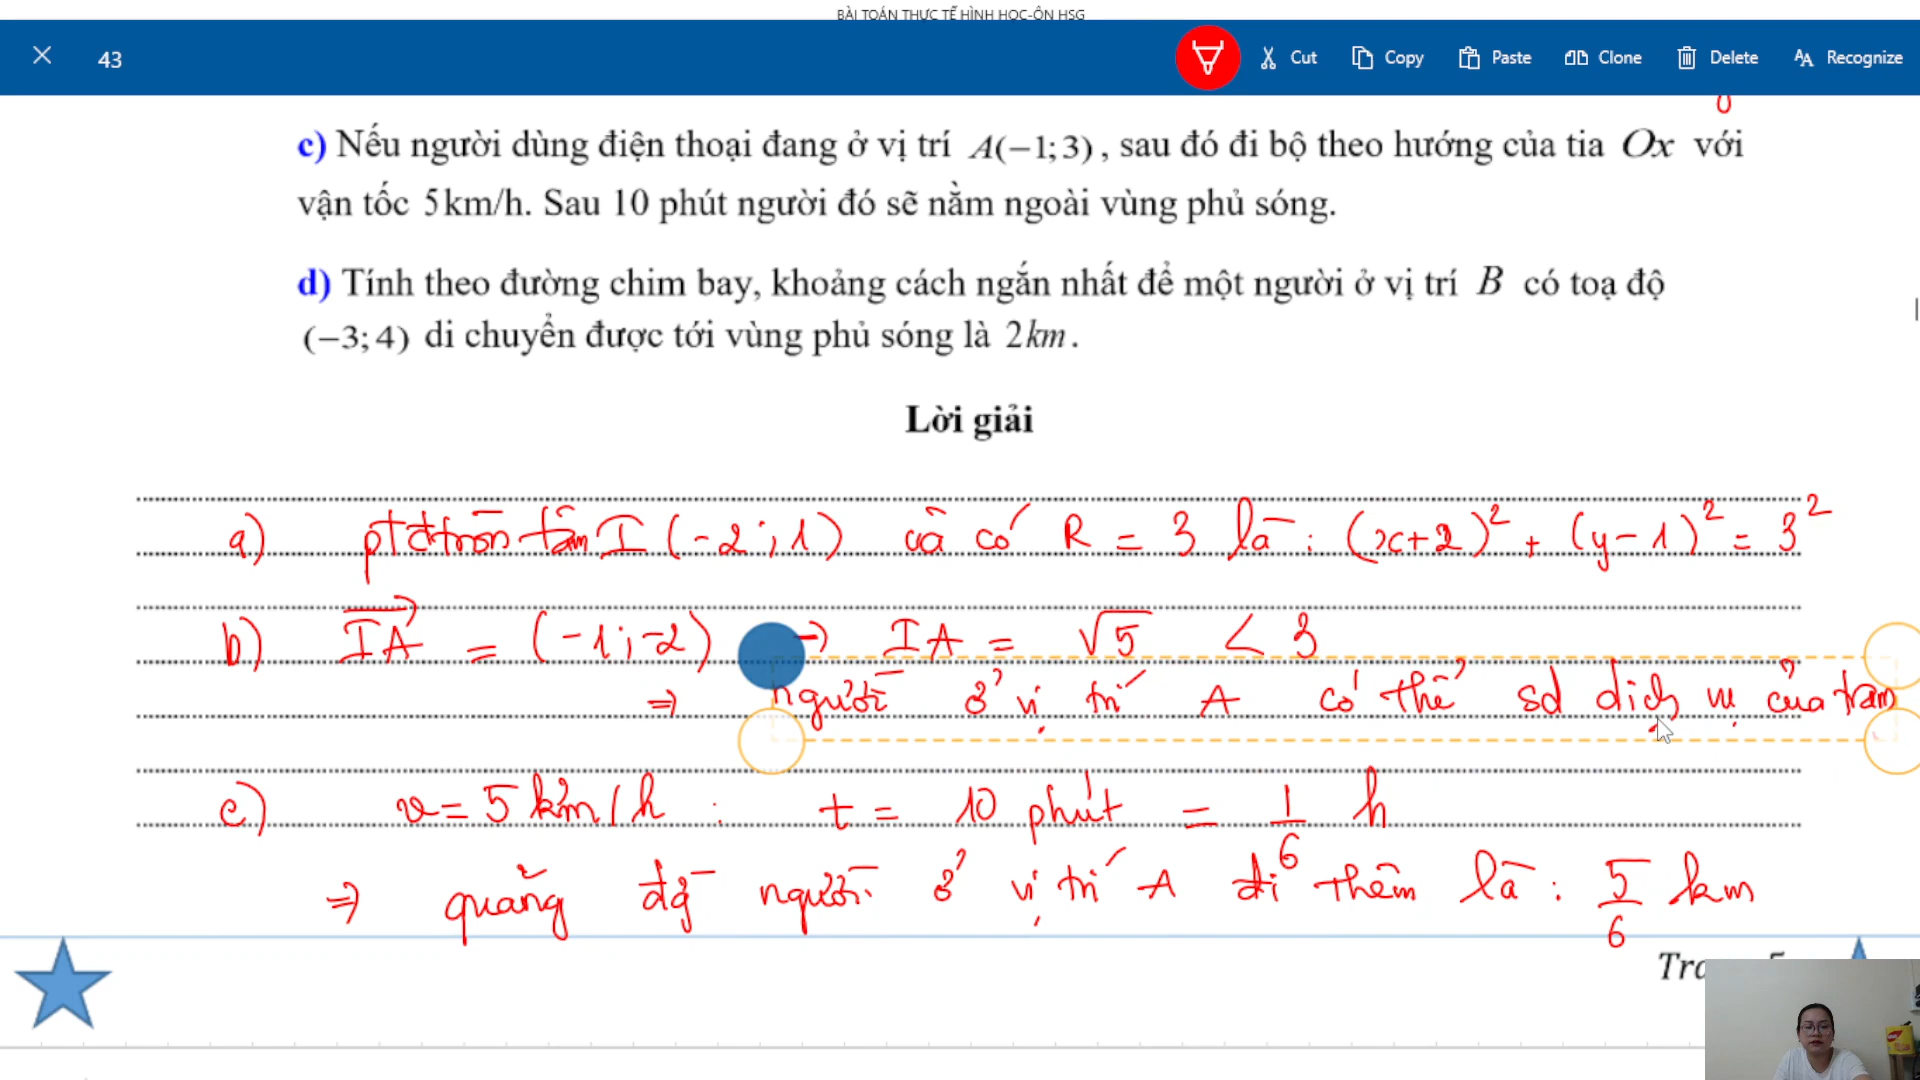 BÀI TOÁN THỰC TẾ HÌNH HỌC-ÔN HSG
43 Cut Copy Paste Clone Delete Recognize
c) Nếu người dùng điện thoại đang ở vị trí A(−1;3), sau đó đi bộ theo hướng của tia Ox với
vận tốc 5km/h. Sau 10 phút người đó sẽ nằm ngoài vùng phủ sóng.
d) Tính theo đường chim bay, khoảng cách ngắn nhất để một người ở vị trí B có toạ độ
(−3;4) di chuyển được tới vùng phủ sóng là 2km.
Lời giải
a) pt đtròn tâm I (-2;1) và có R = 3 là : (x+2)² + (y-1)² = 3²
b) IA = (-1;-2) → IA = √5 < 3
⇒ người ở vị trí A có thể sd dịch vụ của trạm
c) v = 5 km/h ; t = 10 phút = 1/6 h
⇒ quãng đg người ở vị trí A đi thêm là : 5/6 km